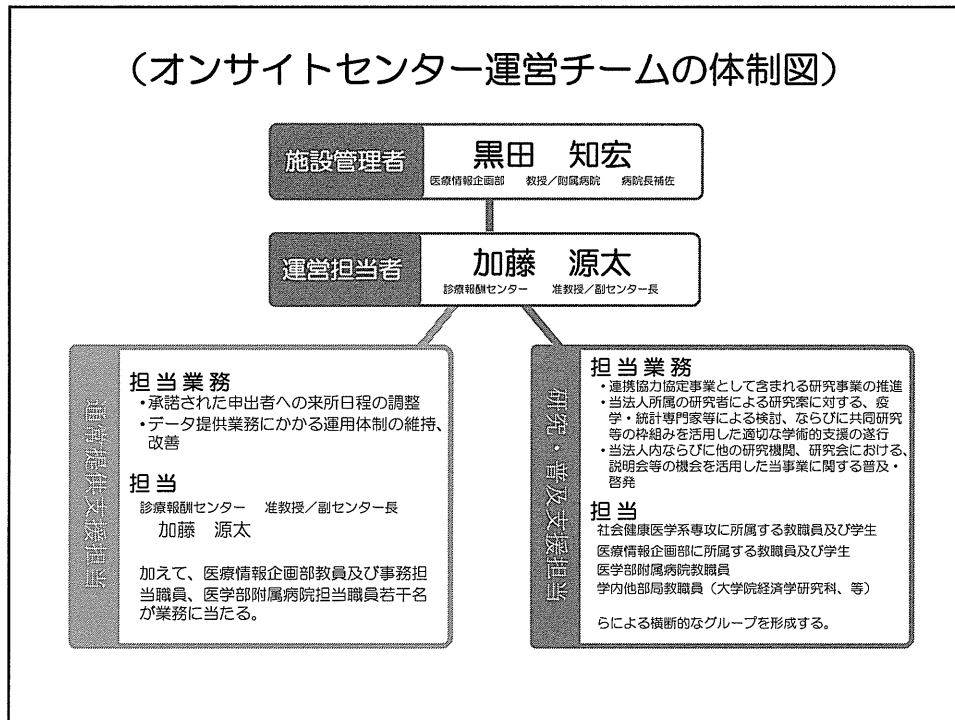 （オンサイトセンター運営チームの体制図）
施設管理者
黒田　知宏
医療情報企画部　教授／附属病院　病院長補佐
運営担当者
加藤　源太
診療報酬センター　准教授／副センター長
通常提供支援担当
担当業務
・承諾された申出者への来所日程の調整
・データ提供業務にかかる運用体制の維持、
改善
担当
診療報酬センター　准教授／副センター長
加藤　源太
加えて、医療情報企画部教員及び事務担
当職員、医学部附属病院担当職員若干名
が業務に当たる。
研究・普及支援担当
担当業務
・連携協力協定事業として含まれる研究事業の推進
・当法人所属の研究者による研究案に対する、疫
学・統計専門家等による検討、ならびに共同研究
等の枠組みを活用した適切な学術的支援の遂行
・当法人内ならびに他の研究機関、研究会における、
説明会等の機会を活用した当事業に関する普及・
啓発
担当
社会健康医学系専攻に所属する教職員及び学生
医療情報企画部に所属する教職員及び学生
医学部附属病院教職員
学内他部局教職員（大学院経済学研究科、等）
らによる横断的なグループを形成する。